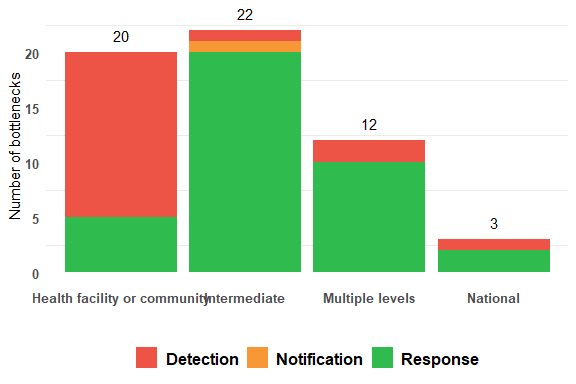 Number of bottlenecks
22
20
12
3
20
15
10
5
0
Health facility or community
Intermediate
Multiple levels
National
Detection
Notification
Response